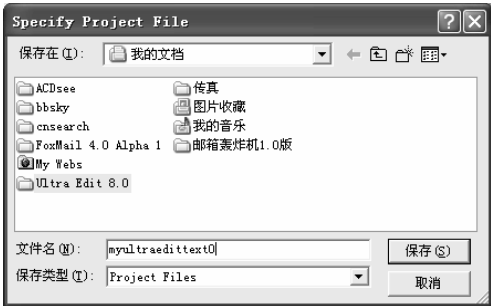 Specify Project File
保存在(I): 我的文档
ACDsee
bbsky
cnsearch
FoxMail 4.0 Alpha 1
My Webs
Ultra Edit 8.0
传真
图片收藏
我的音乐
邮箱轰炸机1.0版
文件名(N): myultraedittext0
保存(S)
保存类型(T): Project Files
取消